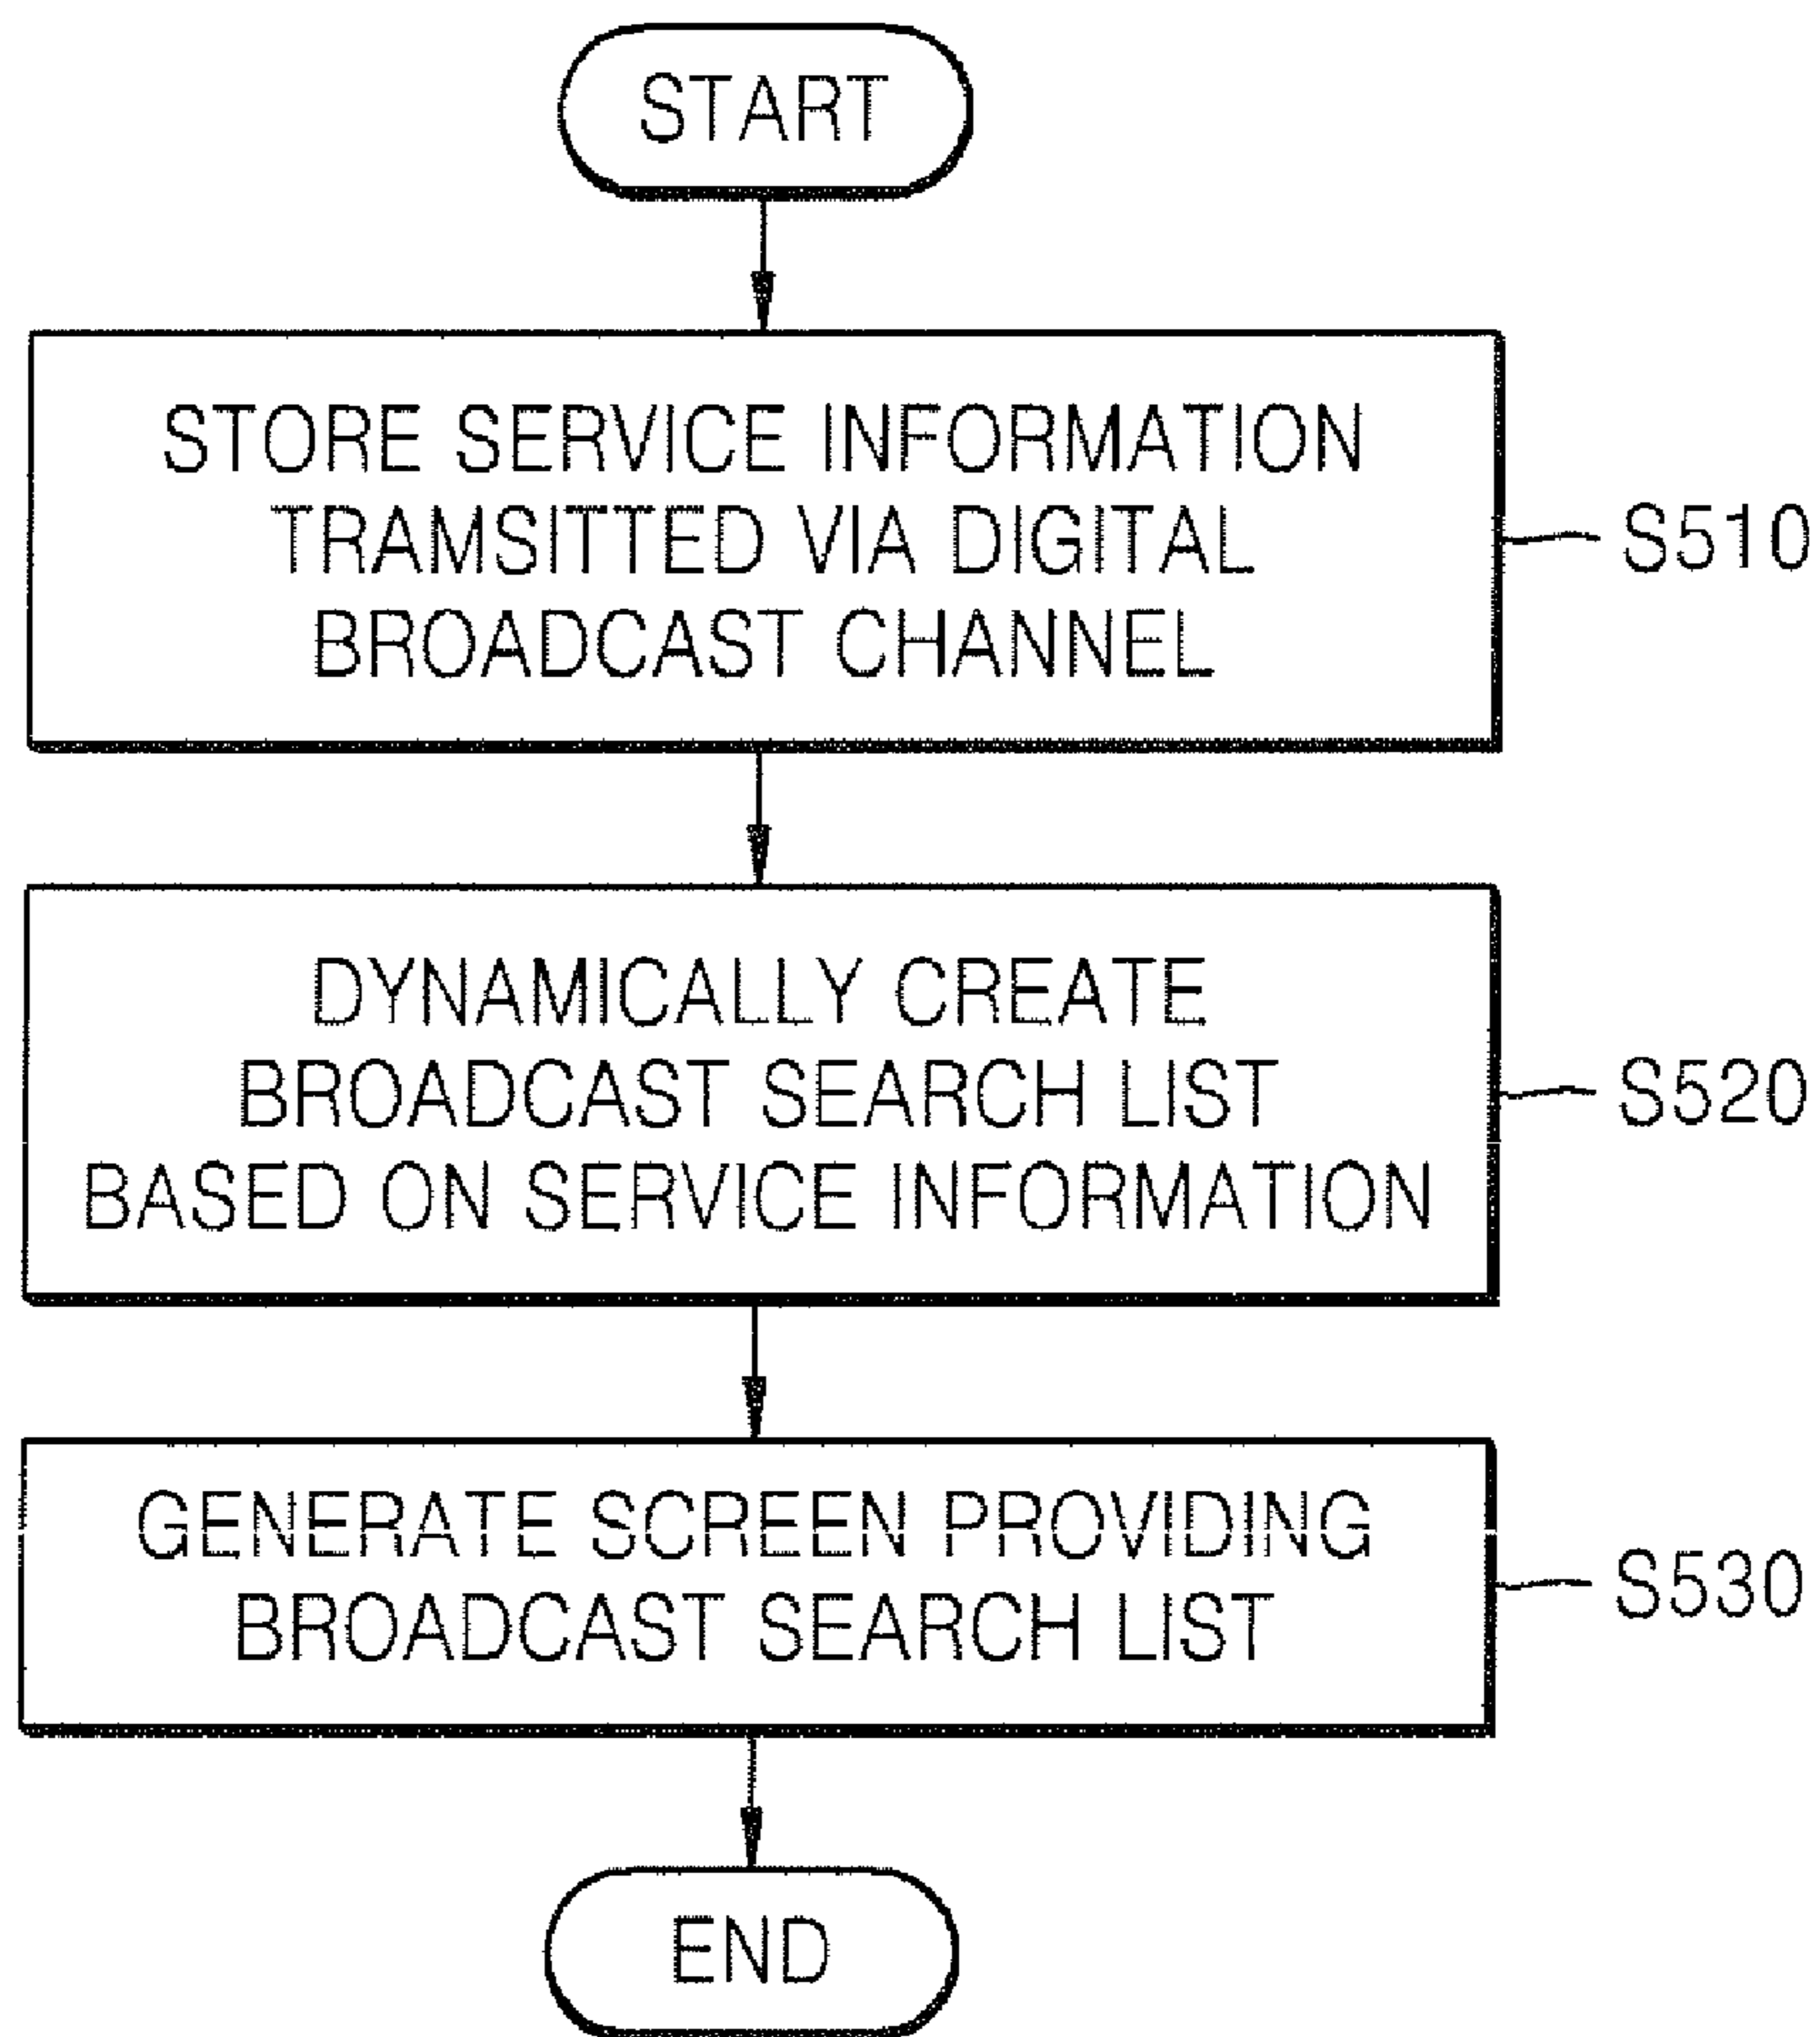 START
STORE SERVICE INFORMATION
TRAMSITTED VIA DIGITAL
BROADCAST CHANNEL
S510
DYNAMICALLY CREATE
BROADCAST SEARCH LIST
BASED ON SERVICE INFORMATION
S520
GENERATE SCREEN PROVIDING
BROADCAST SEARCH LIST
S530
END